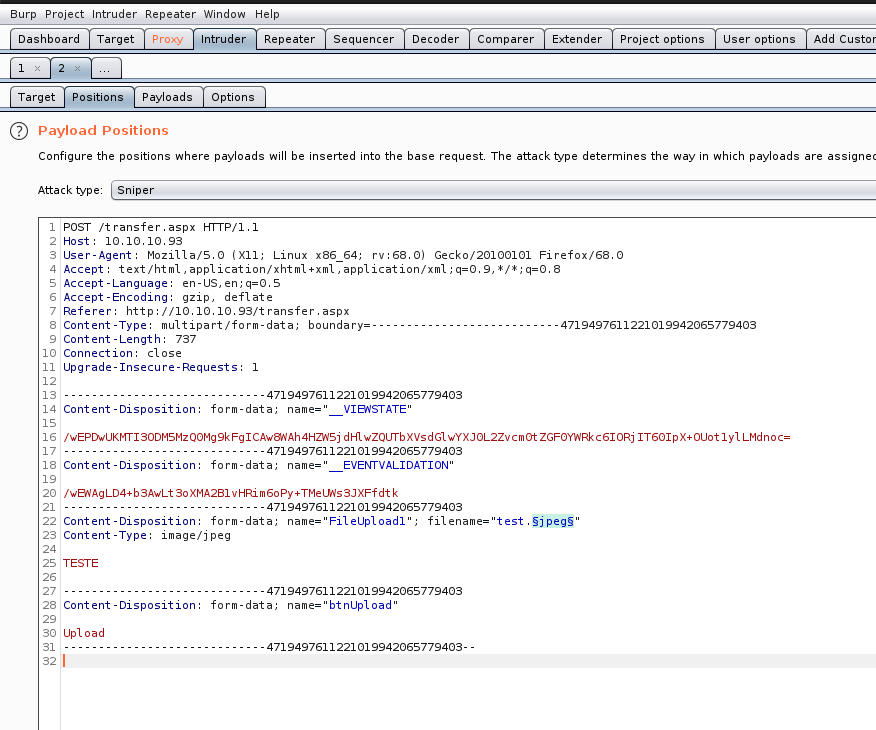 Burp Project Intruder Repeater Window Help
Dashboard Target Proxy Intruder Repeater Sequencer Decoder Comparer Extender Project options User options Add Custor
1 × 2 × ...
Target Positions Payloads Options
? Payload Positions
Configure the positions where payloads will be inserted into the base request. The attack type determines the way in which payloads are assigned
Attack type: Sniper
1 POST /transfer.aspx HTTP/1.1
2 Host: 10.10.10.93
3 User-Agent: Mozilla/5.0 (X11; Linux x86_64; rv:68.0) Gecko/20100101 Firefox/68.0
4 Accept: text/html,application/xhtml+xml,application/xml;q=0.9,*/*;q=0.8
5 Accept-Language: en-US,en;q=0.5
6 Accept-Encoding: gzip, deflate
7 Referer: http://10.10.10.93/transfer.aspx
8 Content-Type: multipart/form-data; boundary=---------------------------4719497611221019942065779403
9 Content-Length: 737
10 Connection: close
11 Upgrade-Insecure-Requests: 1
12
13 -----------------------------4719497611221019942065779403
14 Content-Disposition: form-data; name="__VIEWSTATE"
15
16 /wEPDwUKMTI3ODM5MzQ0Mg9kFgICAw8WAh4HZW5jdHlwZQUTbXVsdGlwYXJ0L2Zvcm0tZGF0YWRkc6IORjIT60IpX+OUot1ylLMdnoc=
17 -----------------------------4719497611221019942065779403
18 Content-Disposition: form-data; name="__EVENTVALIDATION"
19
20 /wEWAgLD4+b3AwLt3oXMA2BlvHRim6oPy+TMeUWs3JXFfdtk
21 -----------------------------4719497611221019942065779403
22 Content-Disposition: form-data; name="FileUpload1"; filename="test.§jpeg§"
23 Content-Type: image/jpeg
24
25 TESTE
26
27 -----------------------------4719497611221019942065779403
28 Content-Disposition: form-data; name="btnUpload"
29
30 Upload
31 -----------------------------4719497611221019942065779403--
32